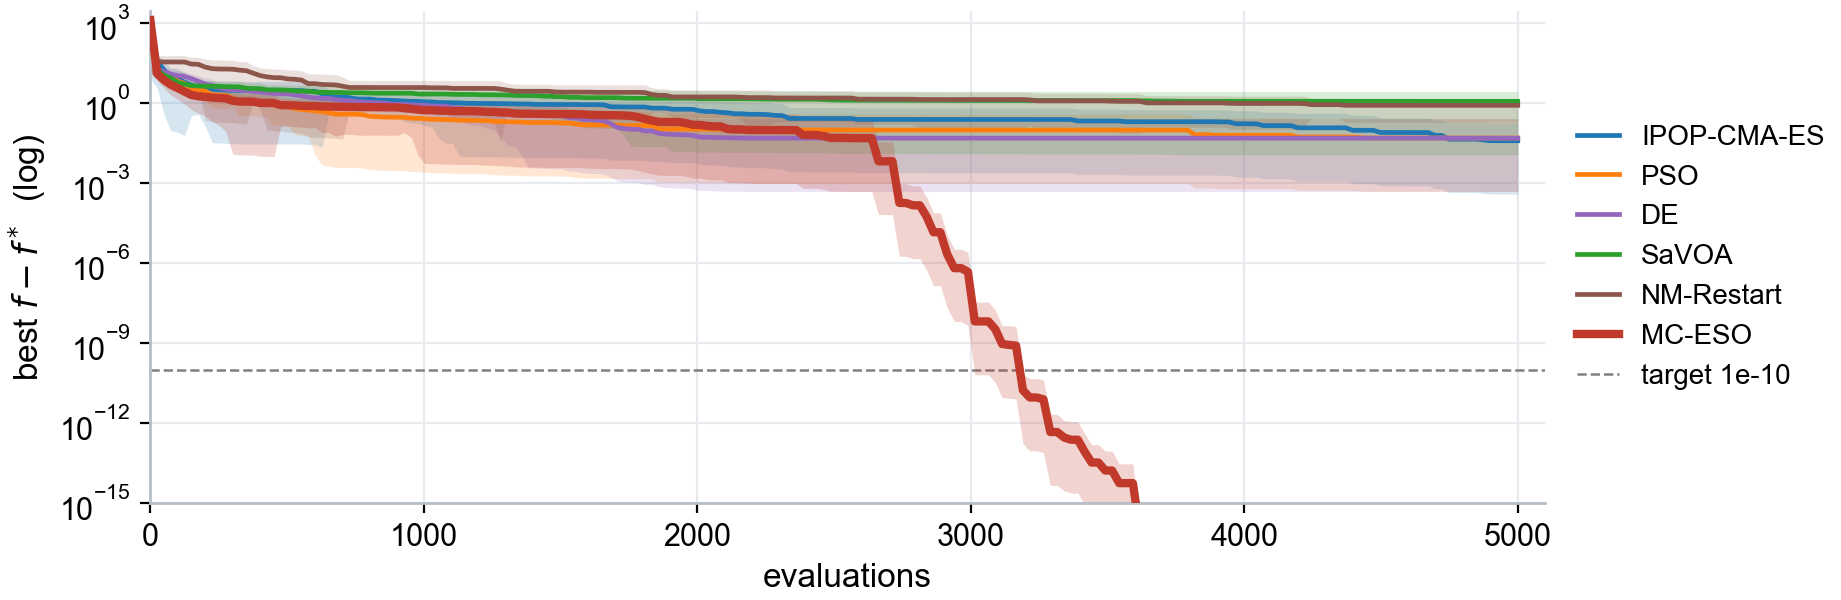 10^3
10^0
10^−3
10^−6
10^−9
10^−12
10^−15
best f − f* (log)
0
1000
2000
3000
4000
5000
evaluations
IPOP-CMA-ES
PSO
DE
SaVOA
NM-Restart
MC-ESO
target 1e-10